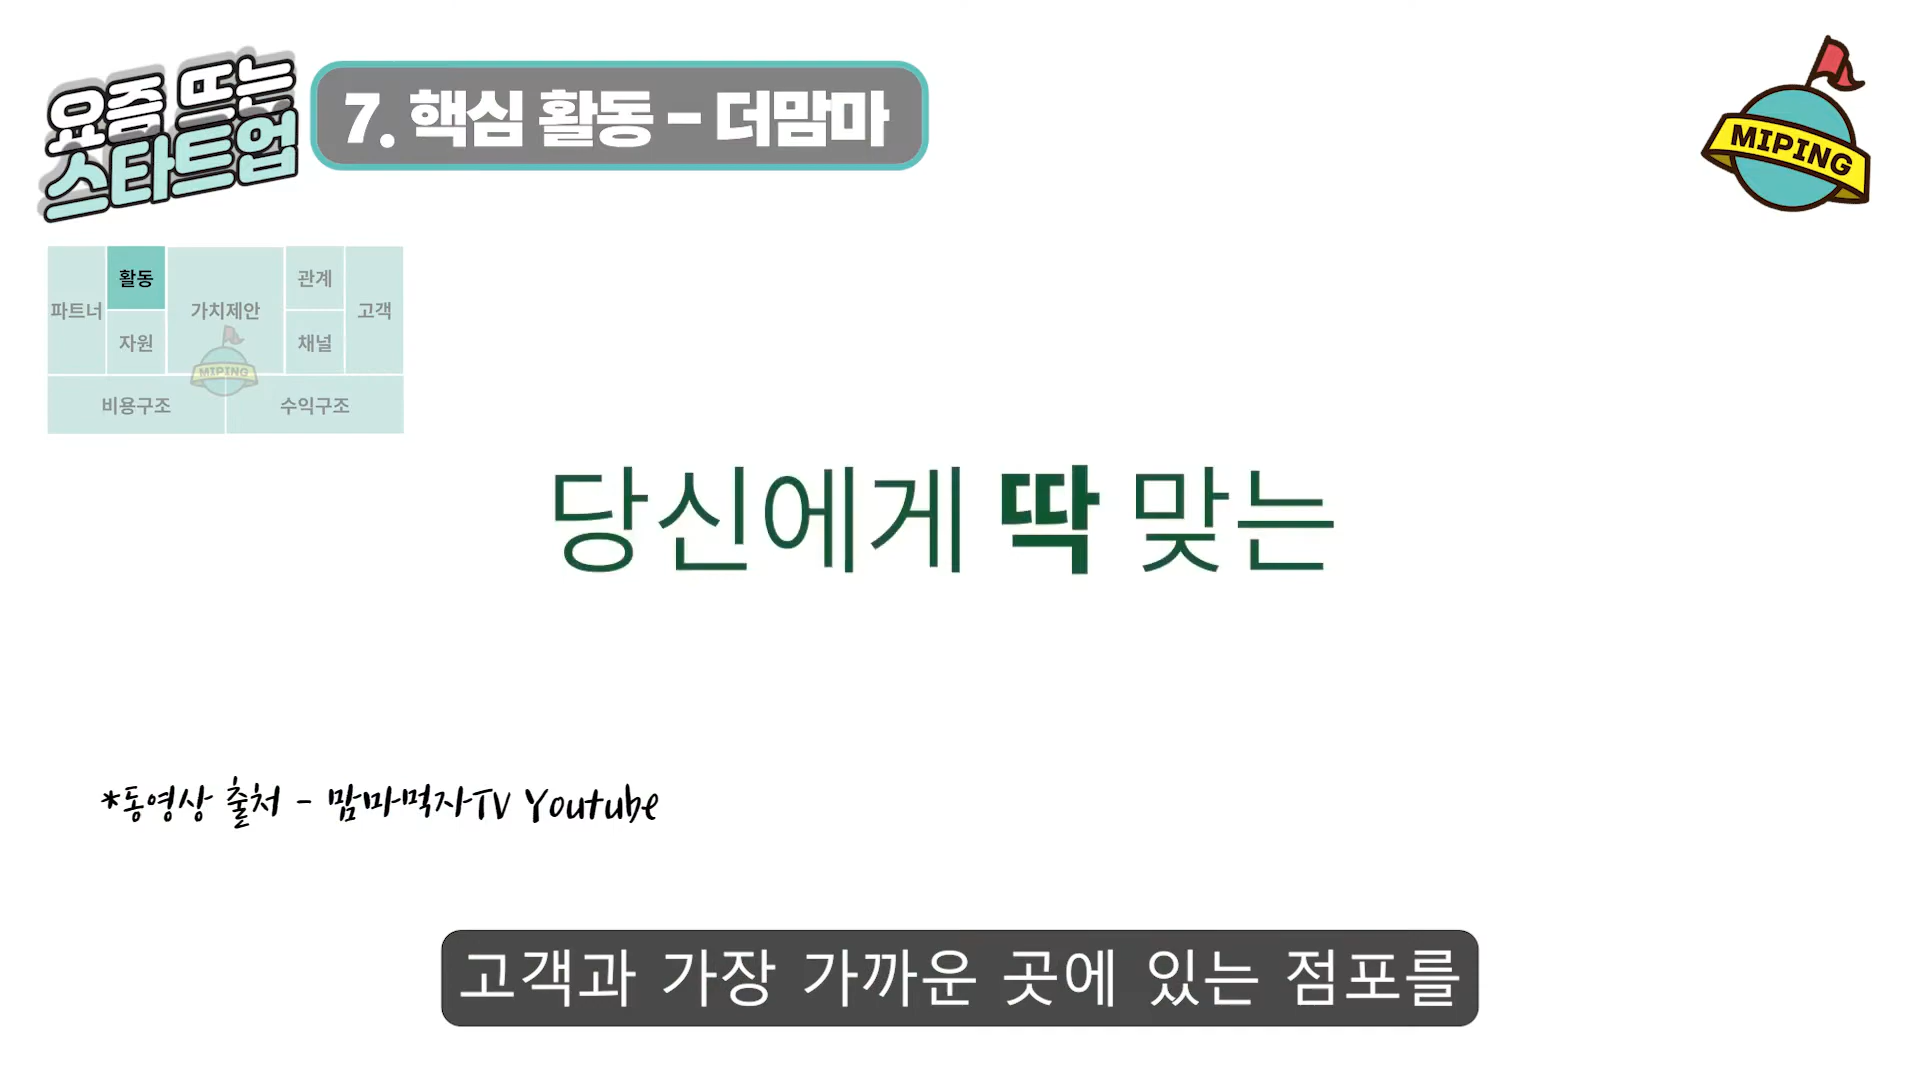 요즘 뜨는
스타트업
7. 핵심 활동 - 더맘마
MIPING
파트너
활동
자원
가치제안
관계
채널
고객
MIPING
비용구조
수익구조
당신에게 딱 맞는
*동영상 출처 - 맘마먹자TV Youtube
고객과 가장 가까운 곳에 있는 점포를